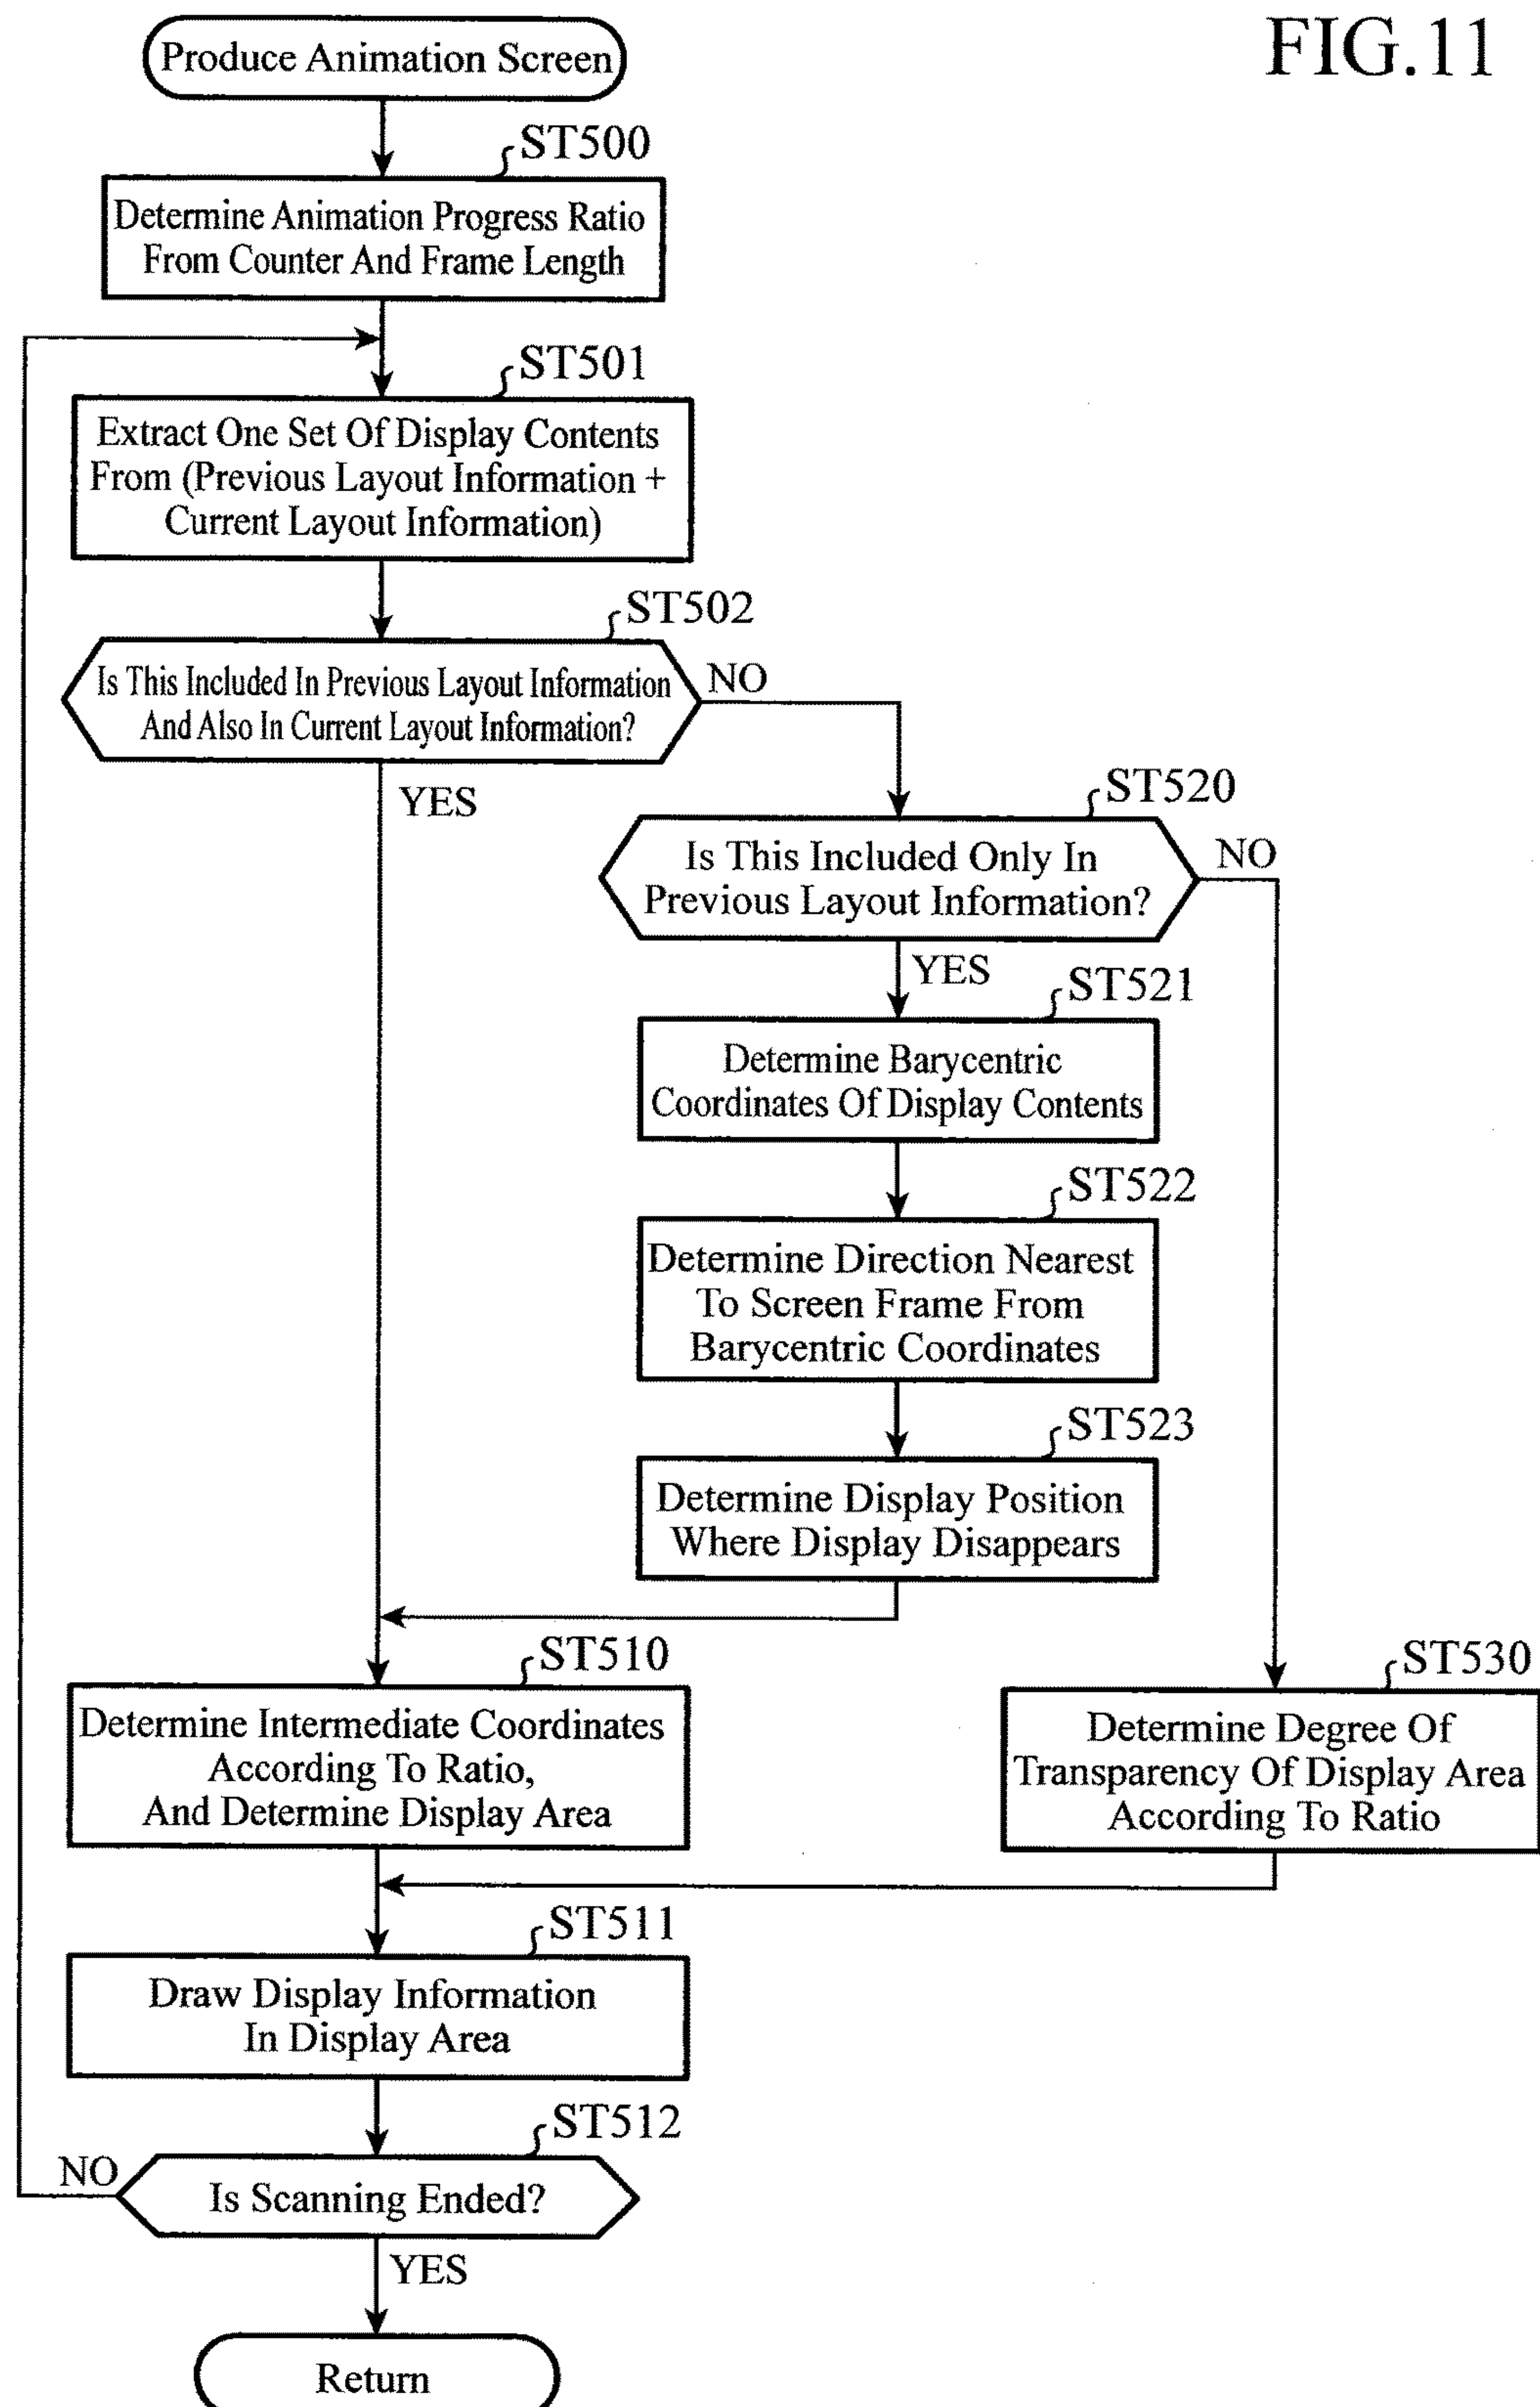 FIG.11
Produce Animation Screen
ST500
Determine Animation Progress Ratio
From Counter And Frame Length
ST501
Extract One Set Of Display Contents
From (Previous Layout Information +
Current Layout Information)
ST502
Is This Included In Previous Layout Information
And Also In Current Layout Information?
NO
YES
ST520
Is This Included Only In
Previous Layout Information?
NO
YES
ST521
Determine Barycentric
Coordinates Of Display Contents
ST522
Determine Direction Nearest
To Screen Frame From
Barycentric Coordinates
ST523
Determine Display Position
Where Display Disappears
ST510
Determine Intermediate Coordinates
According To Ratio,
And Determine Display Area
ST530
Determine Degree Of
Transparency Of Display Area
According To Ratio
ST511
Draw Display Information
In Display Area
ST512
NO
Is Scanning Ended?
YES
Return